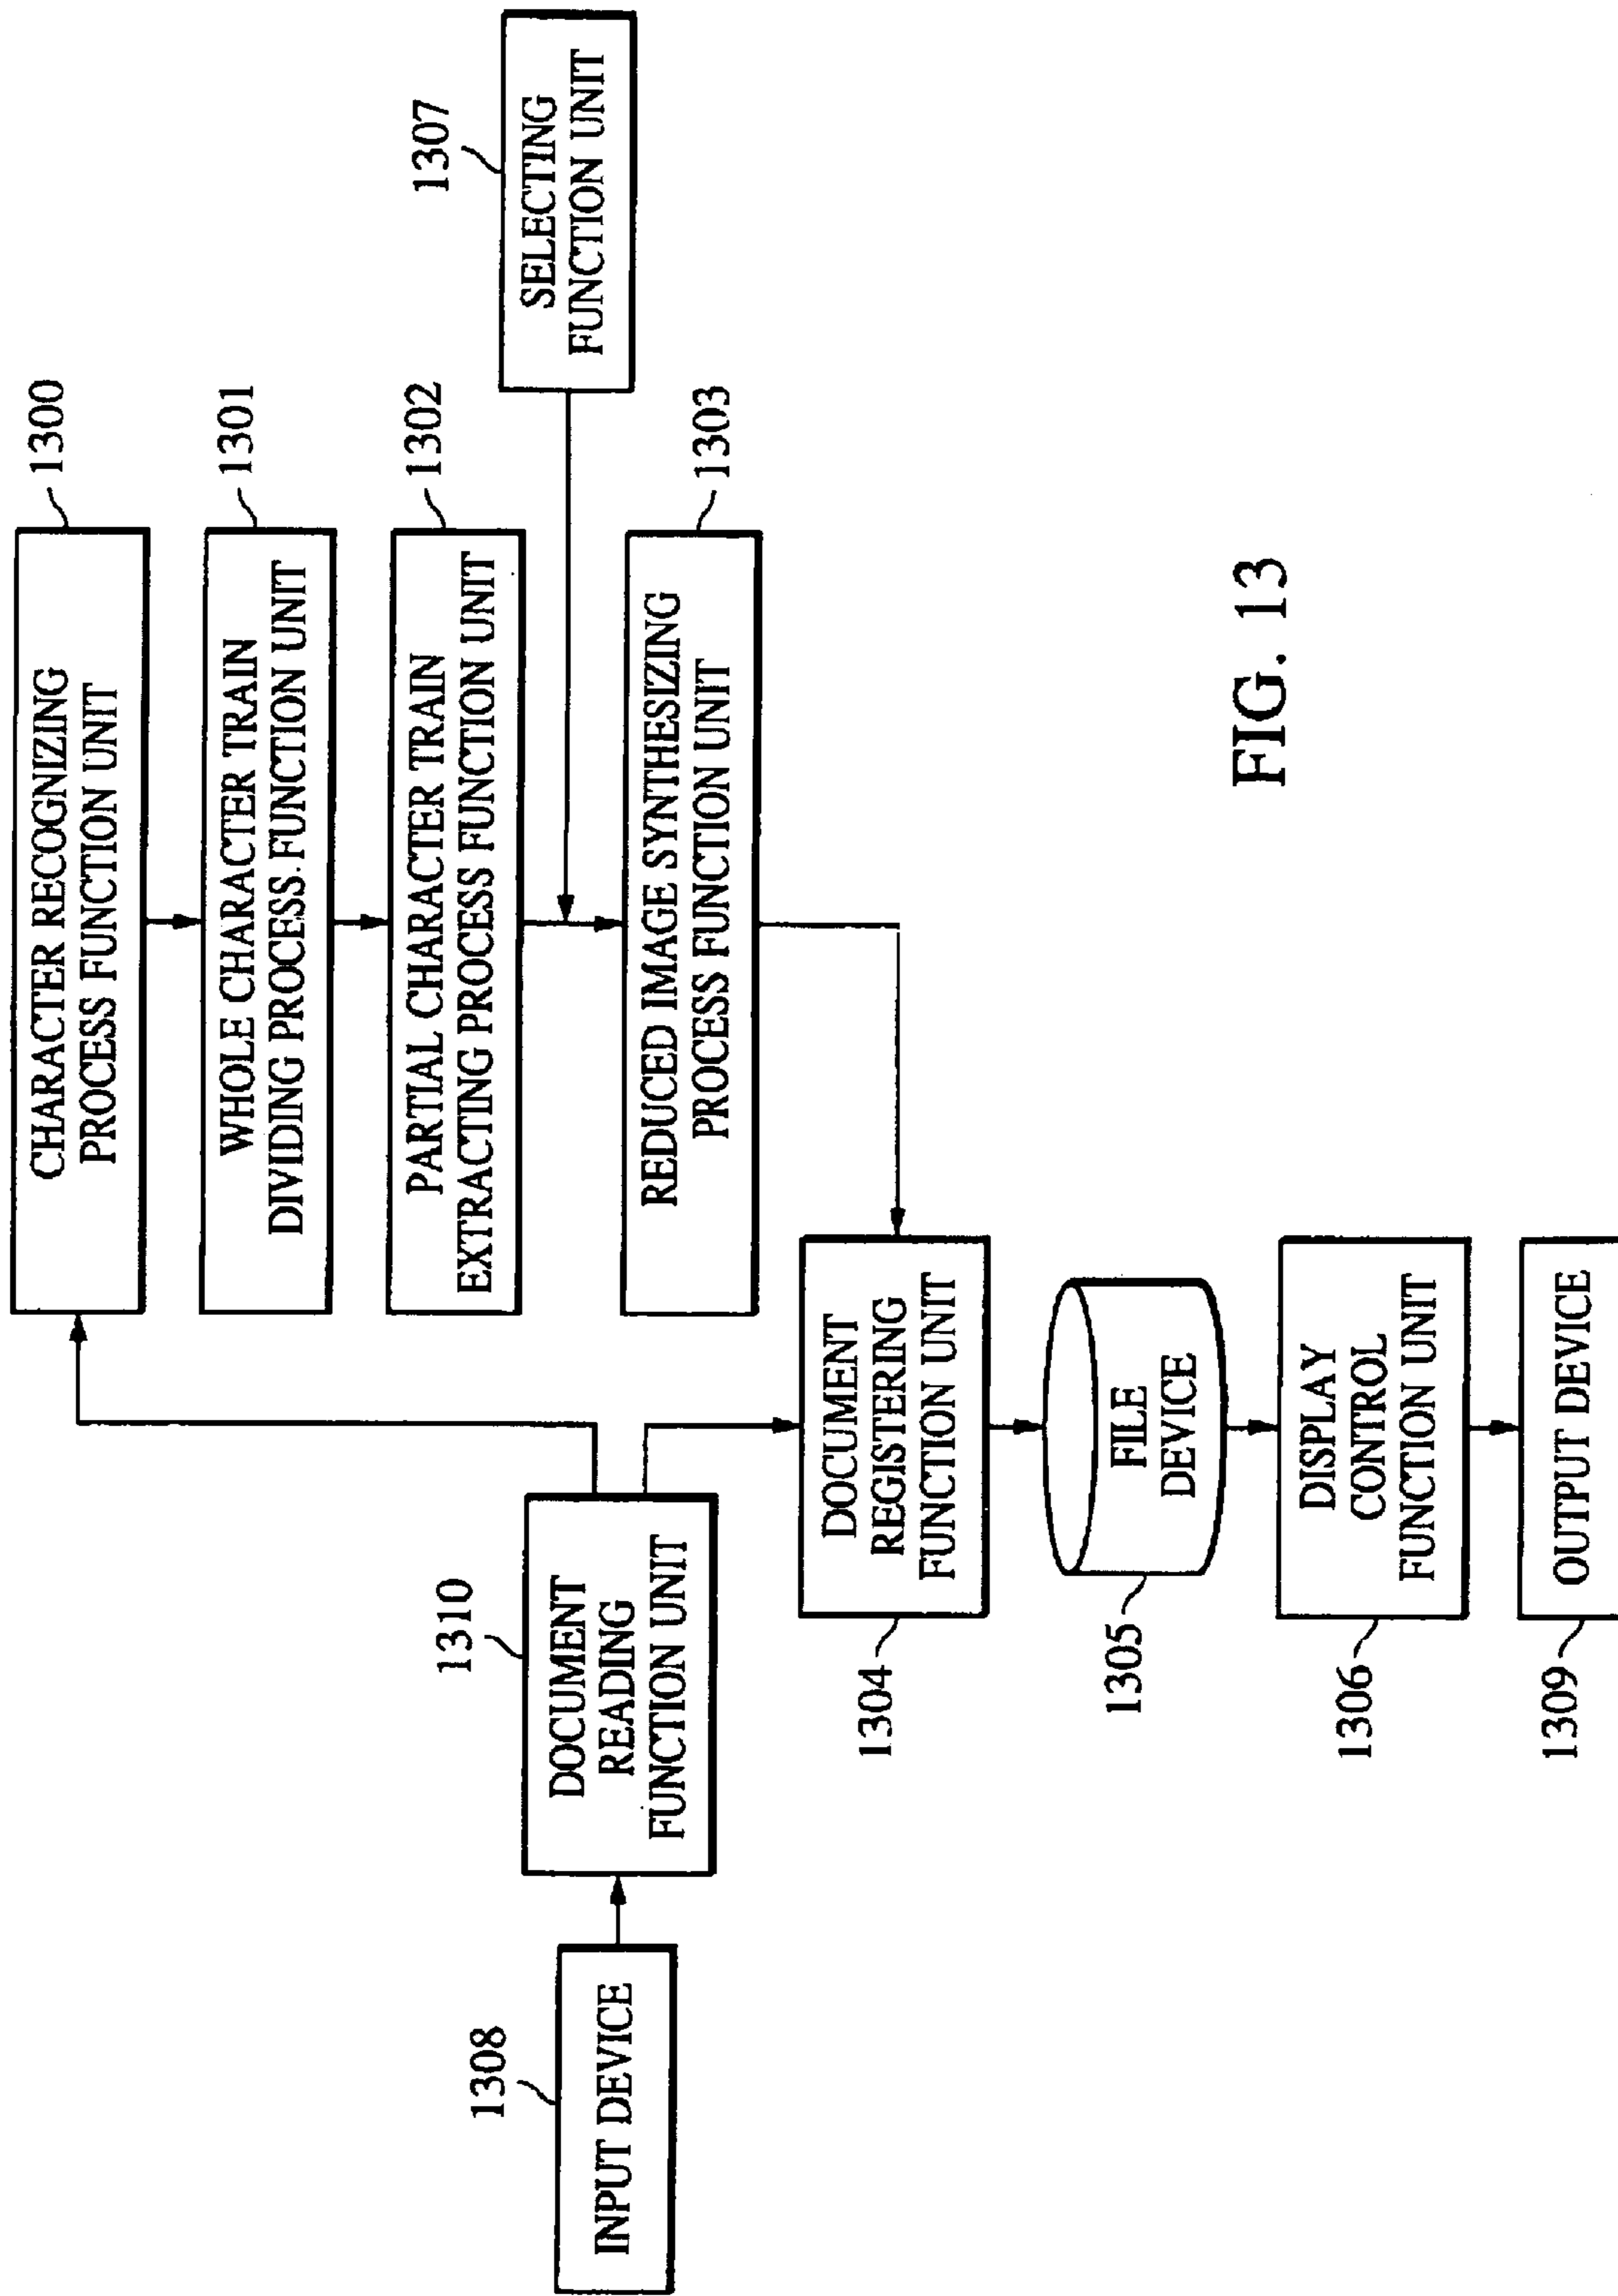 1300
CHARACTER RECOGNIZING
PROCESS FUNCTION UNIT
1301
WHOLE CHARACTER TRAIN
DIVIDING PROCESS FUNCTION UNIT
1302
PARTIAL CHARACTER TRAIN
EXTRACTING PROCESS FUNCTION UNIT
1307
SELECTING
FUNCTION UNIT
1303
REDUCED IMAGE SYNTHESIZING
PROCESS FUNCTION UNIT
1308
INPUT DEVICE
1310
DOCUMENT
READING
FUNCTION UNIT
1304
DOCUMENT
REGISTERING
FUNCTION UNIT
1305
FILE
DEVICE
1306
DISPLAY
CONTROL
FUNCTION UNIT
1309
OUTPUT DEVICE
FIG. 13